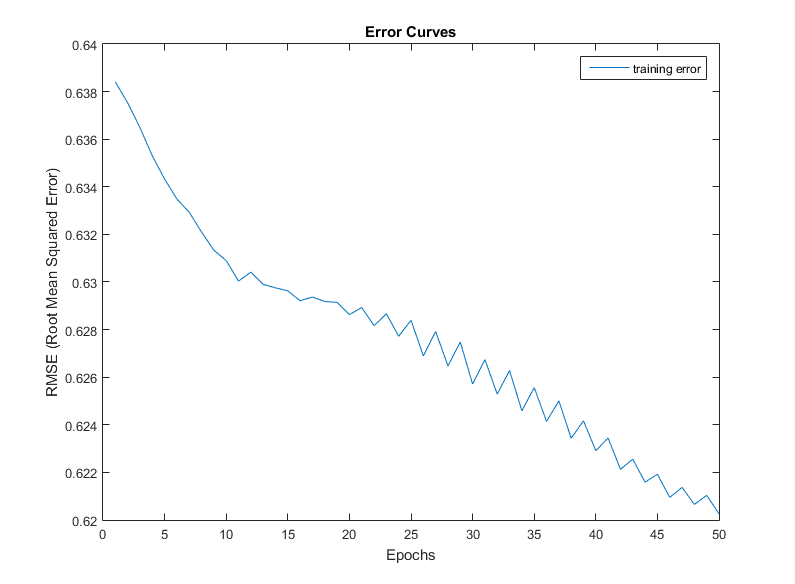 Error Curves
training error
RMSE (Root Mean Squared Error)
0.64
0.638
0.636
0.634
0.632
0.63
0.628
0.626
0.624
0.622
0.62
0 5 10 15 20 25 30 35 40 45 50
Epochs